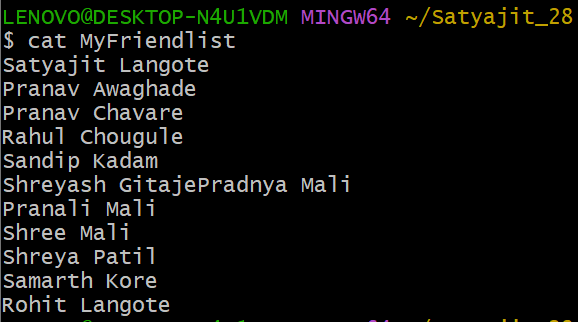 LENOVO@DESKTOP-N4U1VDM MINGW64 ~/Satyajit_28
$ cat MyFriendlist
Satyajit Langote
Pranav Awaghade
Pranav Chavare
Rahul Chougule
Sandip Kadam
Shreyash GitajePradnya Mali
Pranali Mali
Shree Mali
Shreya Patil
Samarth Kore
Rohit Langote